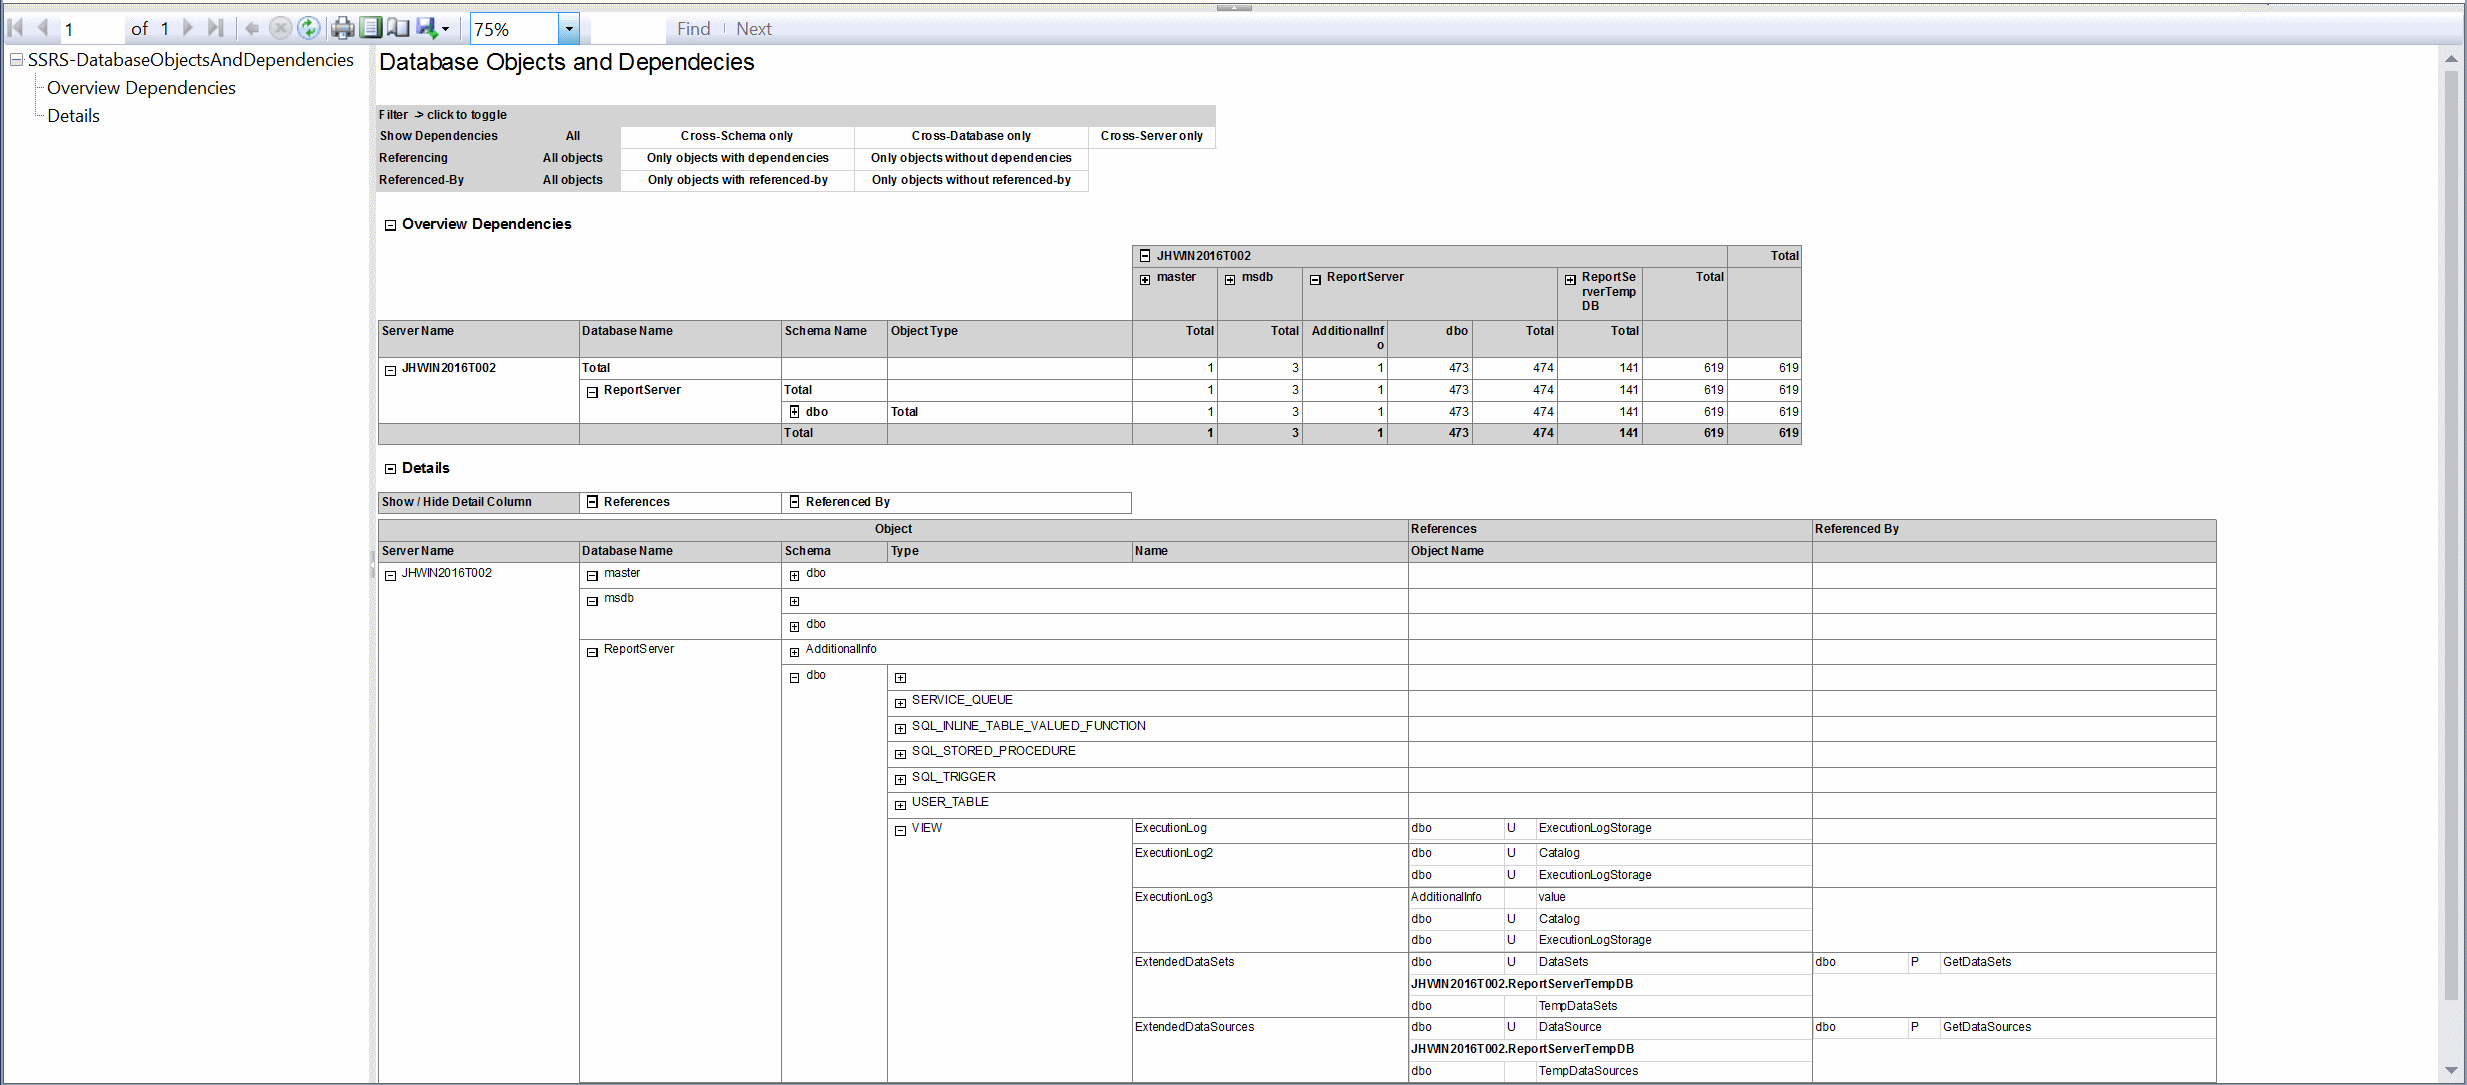 1 of 1 75% Find Next
SSRS-DatabaseObjectsAndDependencies
Overview Dependencies
Details
Database Objects and Dependecies
Filter -> click to toggle
Show Dependencies All Cross-Schema only Cross-Database only Cross-Server only
Referencing All objects Only objects with dependencies Only objects without dependencies
Referenced-By All objects Only objects with referenced-by Only objects without referenced-by
Overview Dependencies
JHWIN2016T002 Total
master msdb ReportServer ReportSe Total
rverTemp
DB
Server Name Database Name Schema Name Object Type Total Total AdditionalInf dbo Total Total
o
JHWIN2016T002 Total 1 3 1 473 474 141 619 619
ReportServer Total 1 3 1 473 474 141 619 619
dbo Total 1 3 1 473 474 141 619 619
Total 1 3 1 473 474 141 619 619
Details
Show / Hide Detail Column References Referenced By
Object References Referenced By
Server Name Database Name Schema Type Name Object Name
JHWIN2016T002 master dbo
msdb
dbo
ReportServer AdditionalInfo
dbo
SERVICE_QUEUE
SQL_INLINE_TABLE_VALUED_FUNCTION
SQL_STORED_PROCEDURE
SQL_TRIGGER
USER_TABLE
VIEW ExecutionLog dbo U ExecutionLogStorage
ExecutionLog2 dbo U Catalog
dbo U ExecutionLogStorage
ExecutionLog3 AdditionalInfo value
dbo U Catalog
dbo U ExecutionLogStorage
ExtendedDataSets dbo U DataSets dbo P GetDataSets
JHWIN2016T002.ReportServerTempDB
dbo TempDataSets
ExtendedDataSources dbo U DataSource dbo P GetDataSources
JHWIN2016T002.ReportServerTempDB
dbo TempDataSources